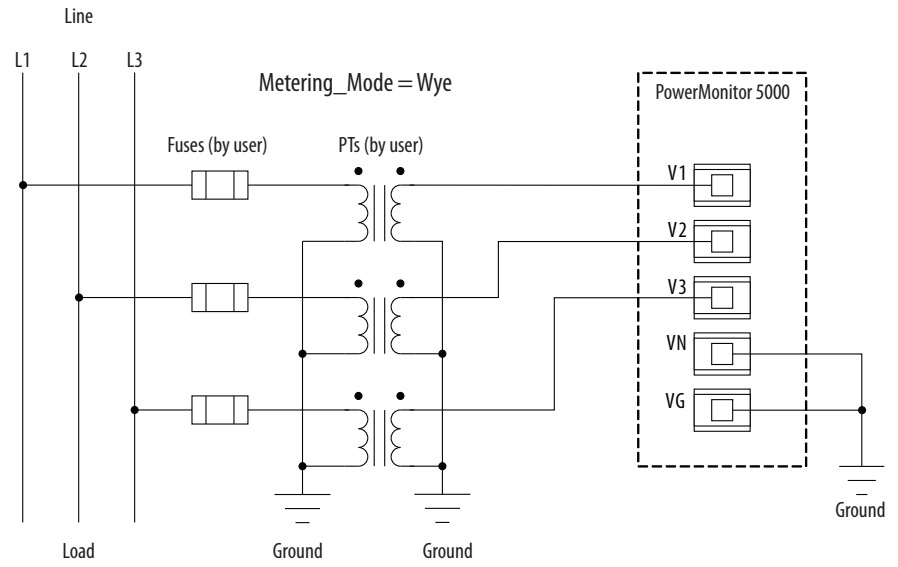 Line
L1
L2
L3
Metering_Mode = Wye
PowerMonitor 5000
Fuses (by user)
PTs (by user)
V1
V2
V3
VN
VG
Ground
Load
Ground
Ground